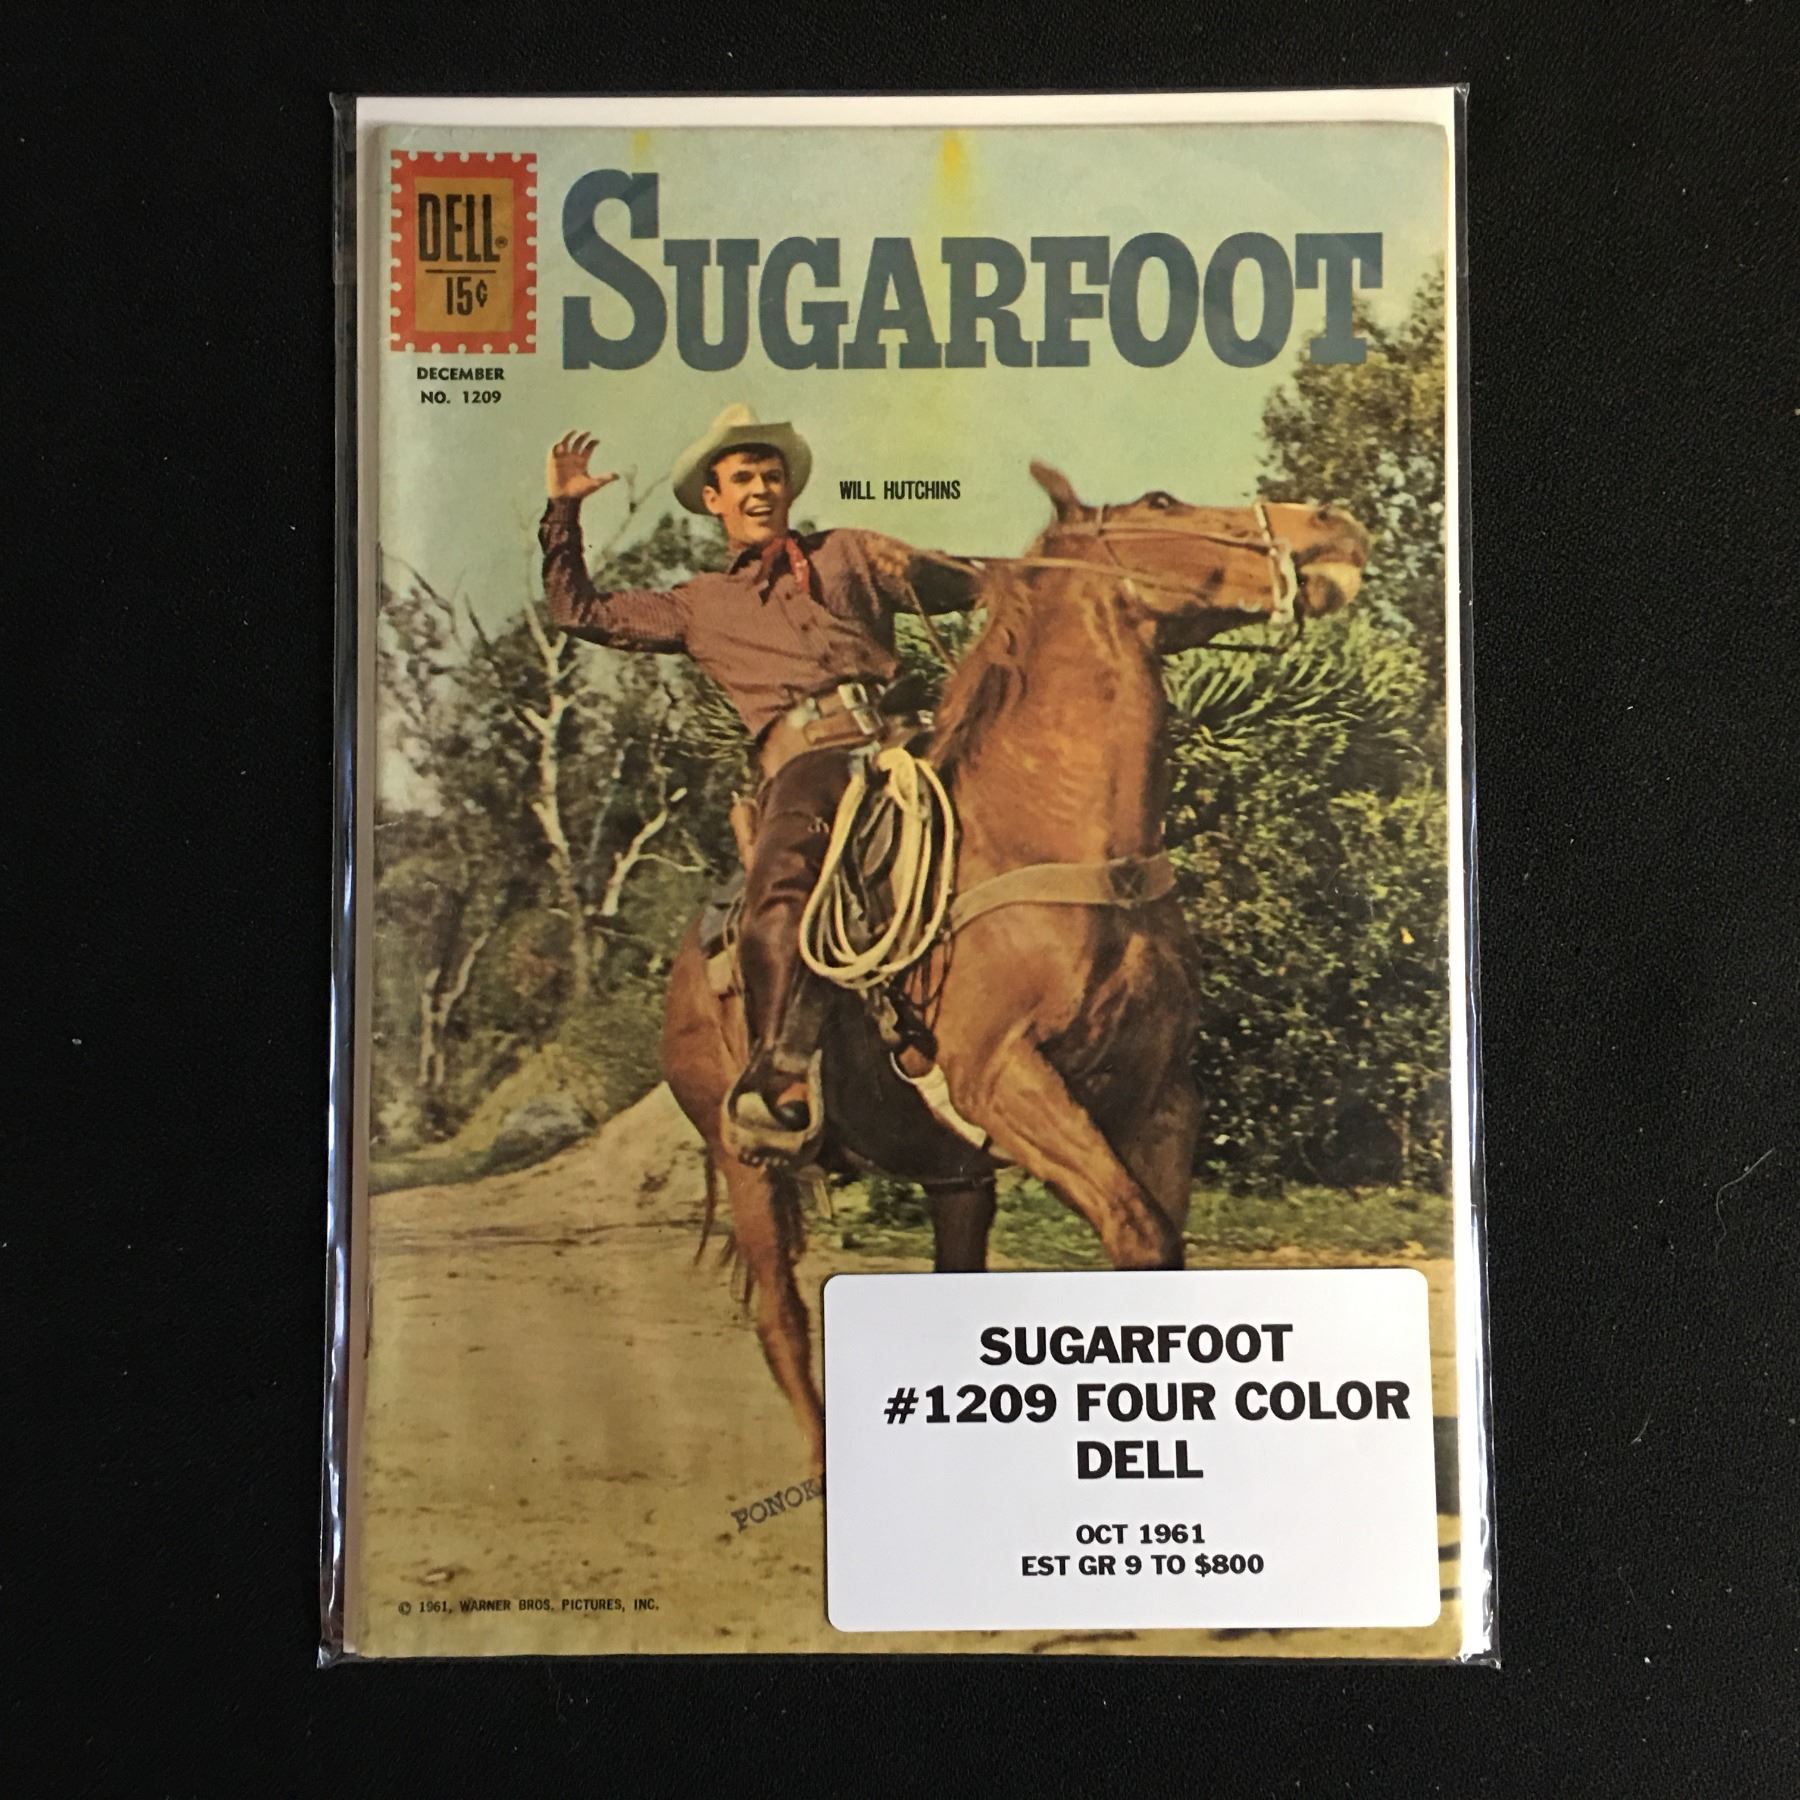 DELL®
15¢
SUGARFOOT
DECEMBER
NO. 1209
WILL HUTCHINS
SUGARFOOT
#1209 FOUR COLOR
DELL
OCT 1961
EST GR 9 TO $800
© 1961, WARNER BROS. PICTURES, INC.